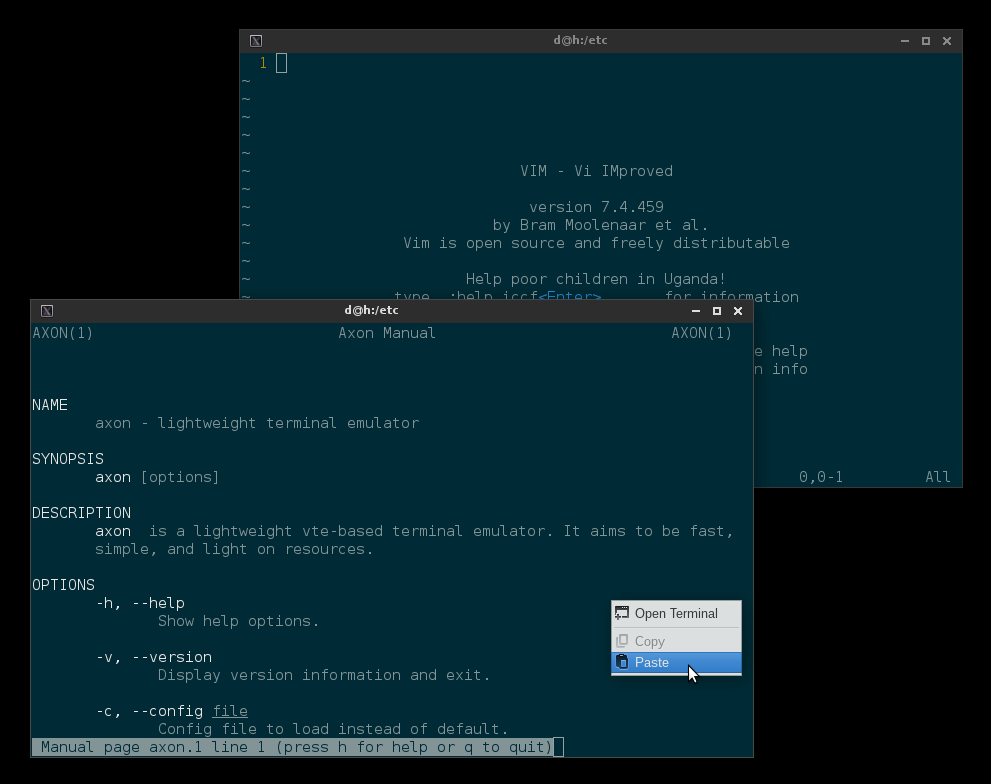 d@h:/etc
1
~
~
~
~
~
~ VIM - Vi IMproved
~
~ version 7.4.459
~ by Bram Moolenaar et al.
~ Vim is open source and freely distributable
~
~ Help poor children in Uganda!
~ type :help iccf<Enter> for information
e help
n info
0,0-1 All
d@h:/etc
AXON(1) Axon Manual AXON(1)
NAME
axon - lightweight terminal emulator
SYNOPSIS
axon [options]
DESCRIPTION
axon is a lightweight vte-based terminal emulator. It aims to be fast,
simple, and light on resources.
OPTIONS
-h, --help
Show help options.
-v, --version
Display version information and exit.
-c, --config file
Config file to load instead of default.
Manual page axon.1 line 1 (press h for help or q to quit)
Open Terminal
Copy
Paste